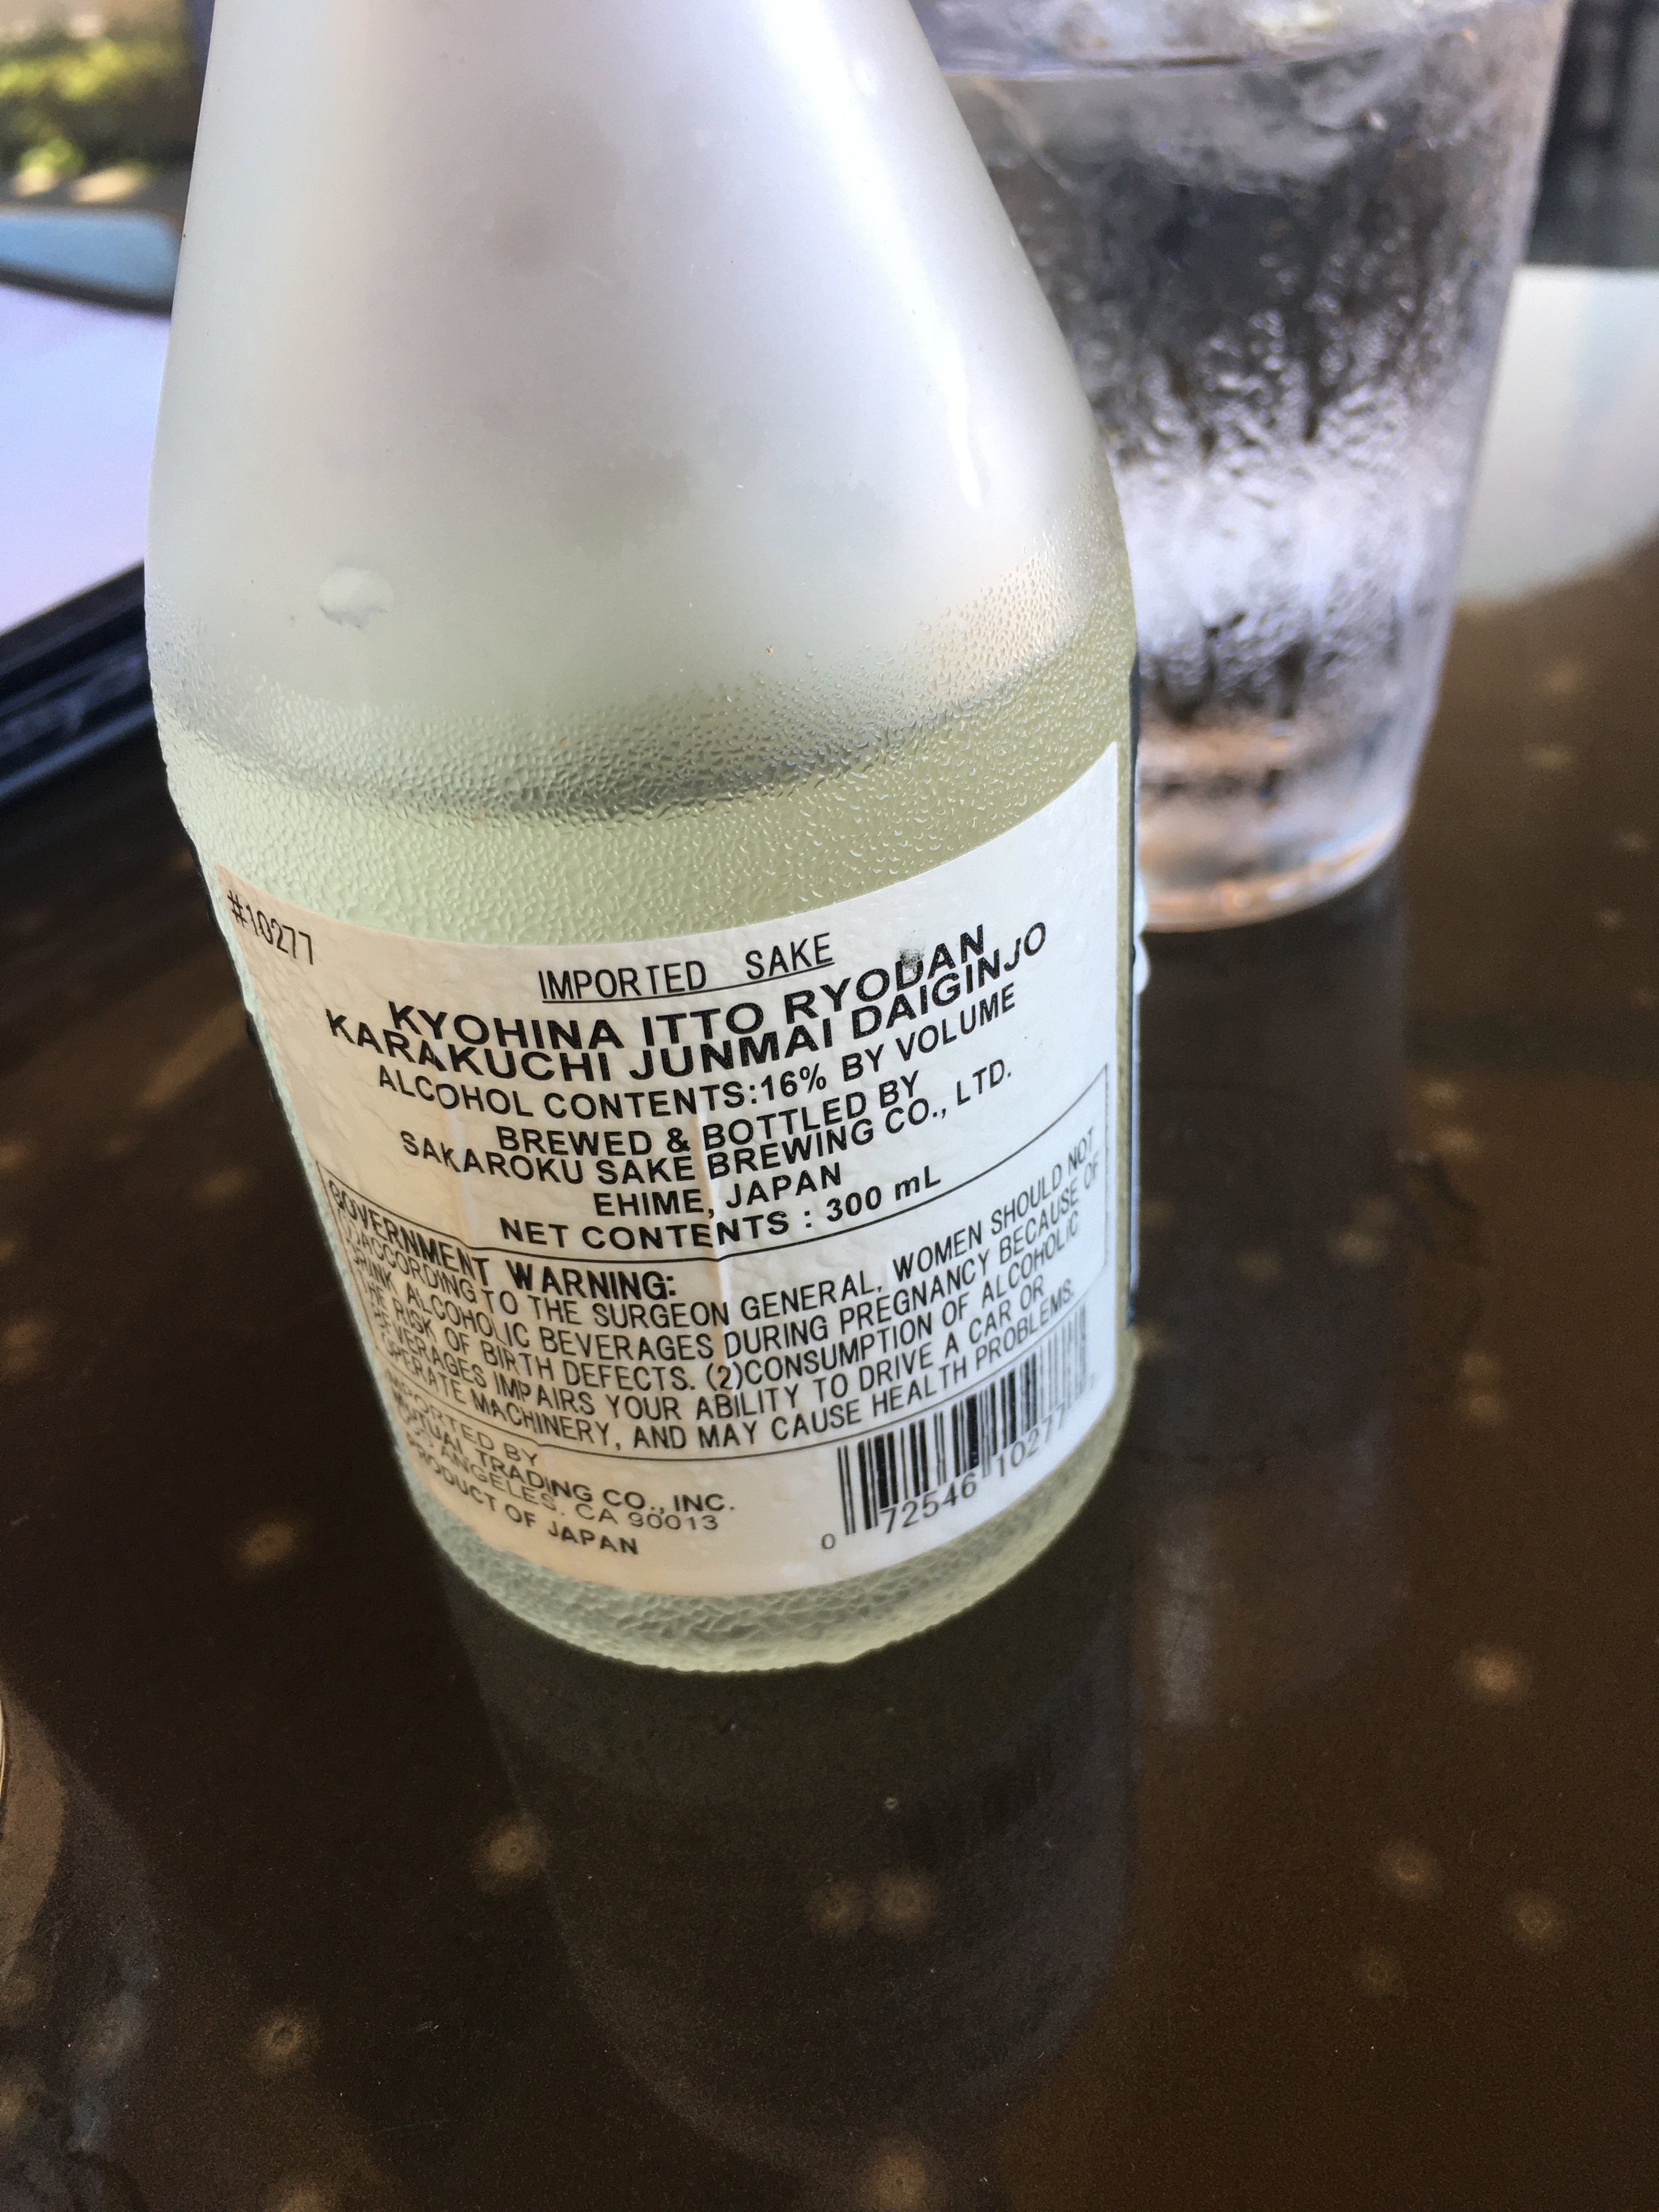 #10277
IMPORTED SAKE
KYOHINA ITTO RYODAN
KARAKUCHI JUNMAI DAIGINJO
ALCOHOL CONTENTS:16% BY VOLUME
BREWED & BOTTLED BY
SAKAROKU SAKE BREWING CO., LTD.
EHIME, JAPAN
NET CONTENTS : 300 mL
GOVERNMENT WARNING:
(1)ACCORDING TO THE SURGEON GENERAL, WOMEN SHOULD NOT
DRINK ALCOHOLIC BEVERAGES DURING PREGNANCY BECAUSE OF
THE RISK OF BIRTH DEFECTS. (2)CONSUMPTION OF ALCOHOLIC
BEVERAGES IMPAIRS YOUR ABILITY TO DRIVE A CAR OR
OPERATE MACHINERY, AND MAY CAUSE HEALTH PROBLEMS.
IMPORTED BY
MUTUAL TRADING CO., INC.
LOS ANGELES. CA 90013
PRODUCT OF JAPAN
0 72546 10277